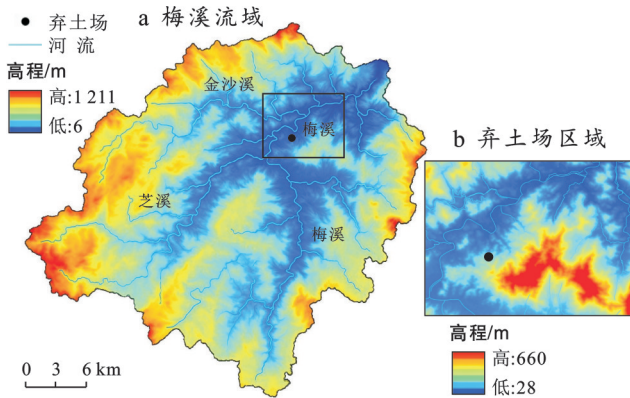 a 梅溪流域
弃土场
河 流
高程/m
高:1 211
低:6
金沙溪
梅溪
芝溪
梅溪
0 3 6 km
b 弃土场区域
高程/m
高:660
低:28